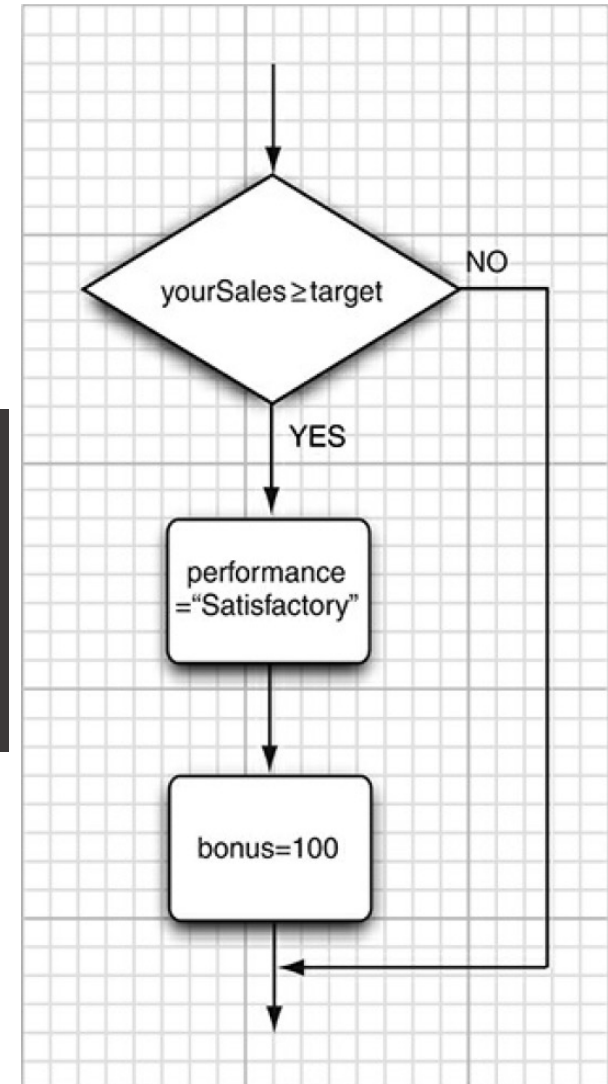 yourSales≥target
NO
YES
performance
=“Satisfactory”
bonus=100